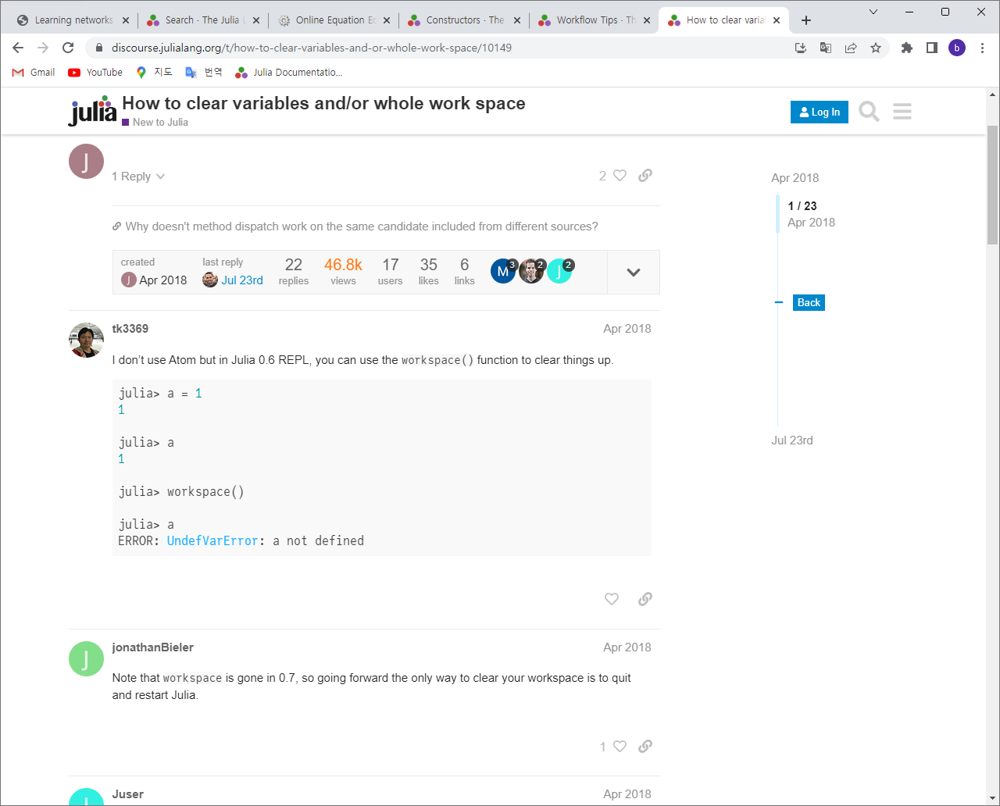 Learning networks
Search · The Julia L
Online Equation Ec
Constructors · The
Workflow Tips · Th
How to clear varia
discourse.julialang.org/t/how-to-clear-variables-and-or-whole-work-space/10149
b
Gmail
YouTube
지도
번역
Julia Documentatio...
julia
How to clear variables and/or whole work space
New to Julia
Log In
J
1 Reply
2
Why doesn't method dispatch work on the same candidate included from different sources?
created
J Apr 2018
last reply
Jul 23rd
22
replies
46.8k
views
17
users
35
likes
6
links
M 3
2
J 2
Apr 2018
1 / 23
Apr 2018
Back
Jul 23rd
tk3369
Apr 2018
I don’t use Atom but in Julia 0.6 REPL, you can use the workspace() function to clear things up.
julia> a = 1
1
julia> a
1
julia> workspace()
julia> a
ERROR: UndefVarError: a not defined
J
jonathanBieler
Apr 2018
Note that workspace is gone in 0.7, so going forward the only way to clear your workspace is to quit
and restart Julia.
1
J
Juser
Apr 2018